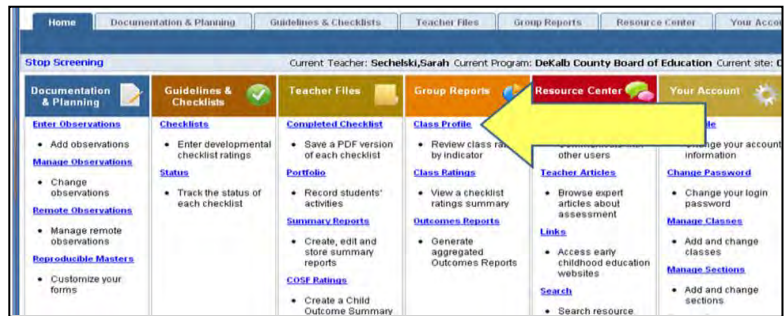 Home Documentation & Planning Guidelines & Checklists Teacher Files Group Reports Resource Center Your Accou
Stop Screening Current Teacher: Sechelski,Sarah Current Program: DeKalb County Board of Education Current site:
Documentation & Planning
Enter Observations
• Add observations
Manage Observations
• Change observations
Remote Observations
• Manage remote observations
Reproducible Masters
• Customize your forms
Guidelines & Checklists
Checklists
• Enter developmental checklist ratings
Status
• Track the status of each checklist
Teacher Files
Completed Checklist
• Save a PDF version of each checklist
Portfolio
• Record students' activities
Summary Reports
• Create, edit and store summary reports
COSF Ratings
• Create a Child Outcome Summary
Group Reports
Class Profile
• Review class
by indicator
Class Ratings
• View a checklist ratings summary
Outcomes Reports
• Generate aggregated Outcomes Reports
Resource Center
other users
Teacher Articles
• Browse expert articles about assessment
Links
• Access early childhood education websites
Search
• Search resource
Your Account
your account information
Change Password
• Change your login password
Manage Classes
• Add and change classes
Manage Sections
• Add and change sections